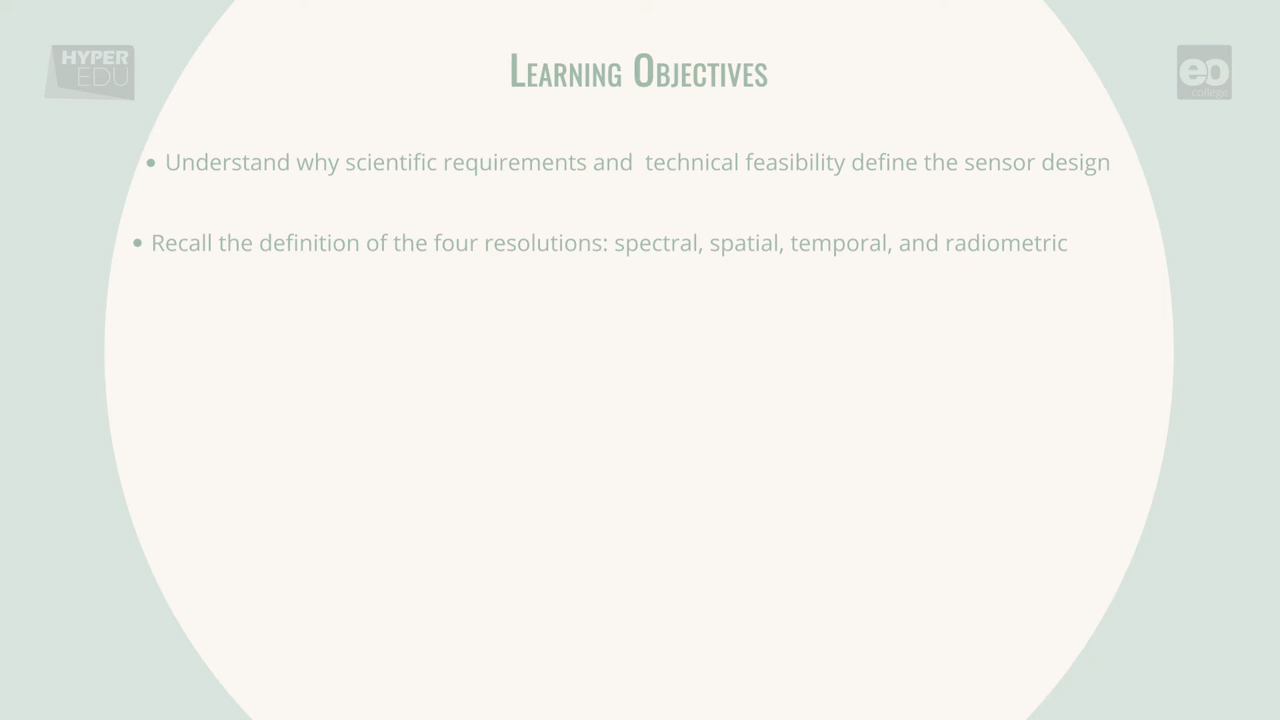 HYPER
EDU
eo
college
Learning Objectives
• Understand why scientific requirements and  technical feasibility define the sensor design
• Recall the definition of the four resolutions: spectral, spatial, temporal, and radiometric